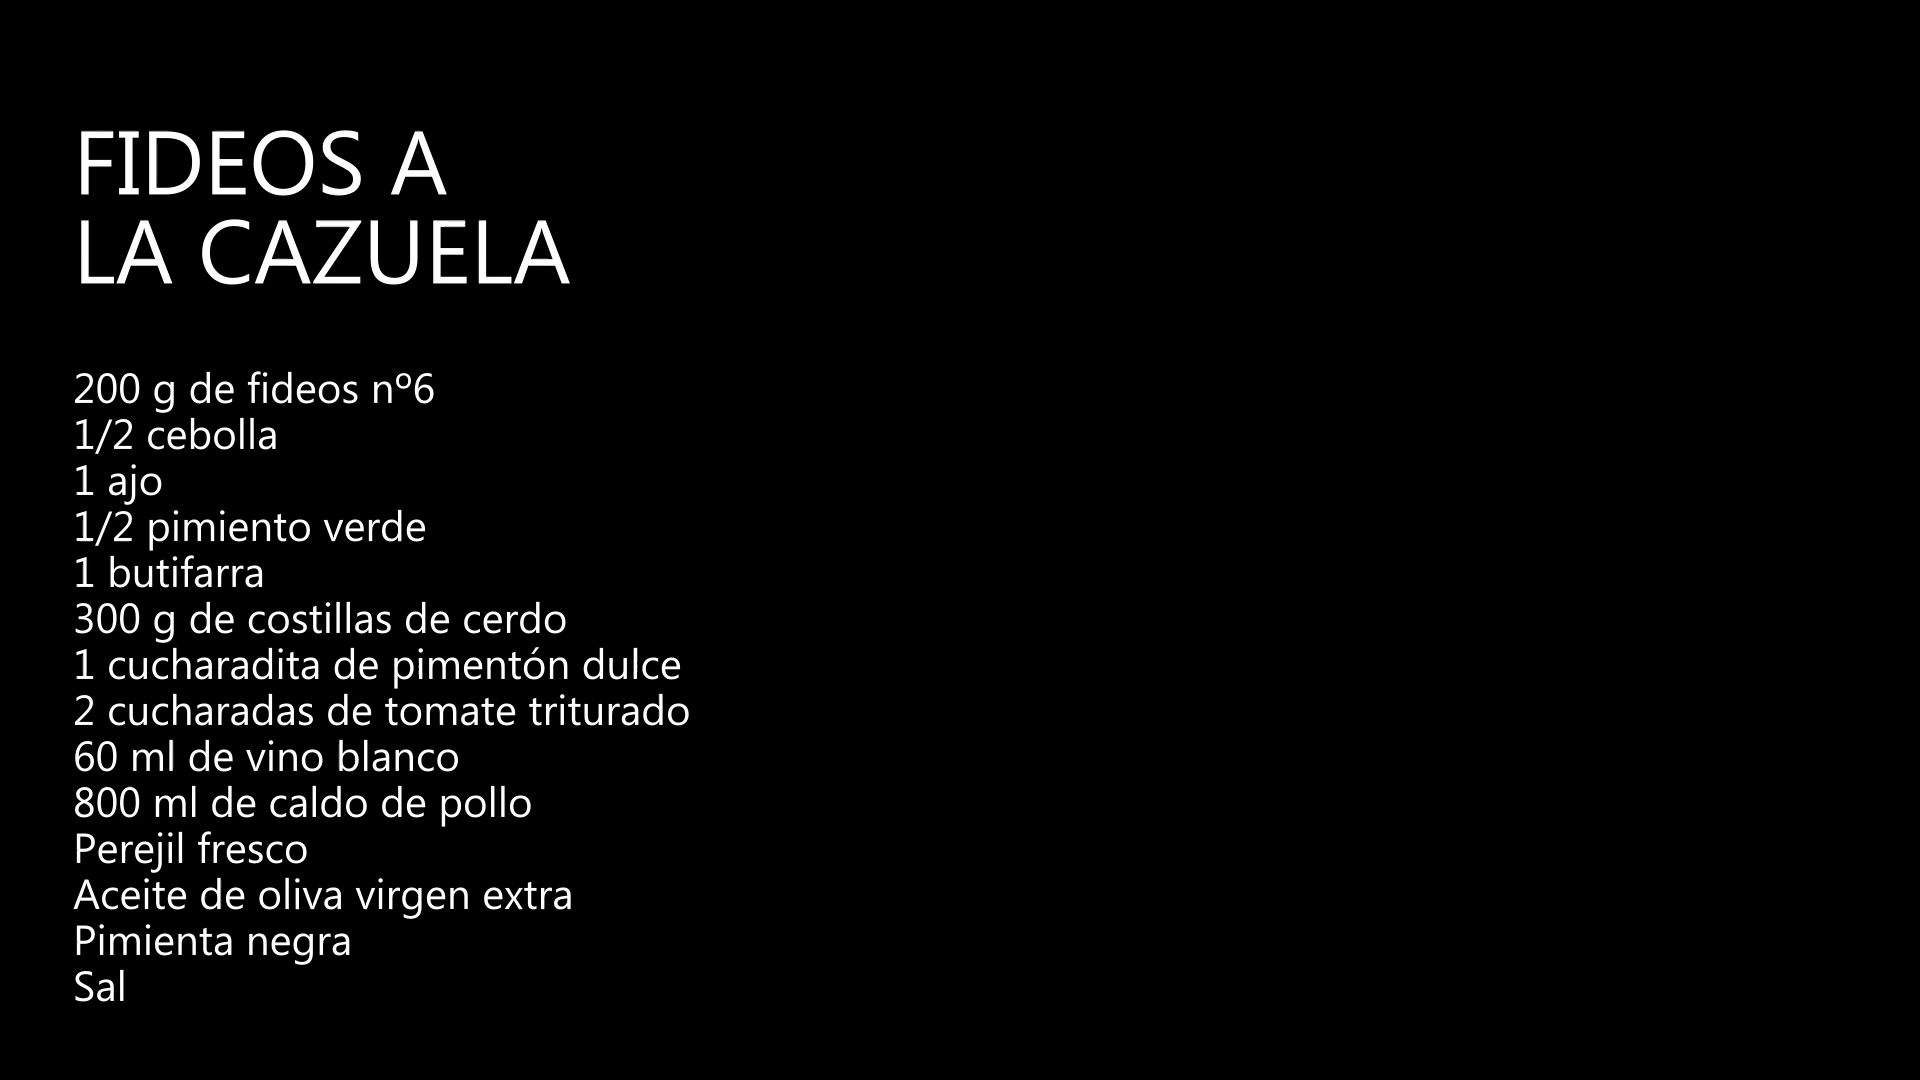 FIDEOS A
LA CAZUELA
200 g de fideos nº6
1/2 cebolla
1 ajo
1/2 pimiento verde
1 butifarra
300 g de costillas de cerdo
1 cucharadita de pimentón dulce
2 cucharadas de tomate triturado
60 ml de vino blanco
800 ml de caldo de pollo
Perejil fresco
Aceite de oliva virgen extra
Pimienta negra
Sal